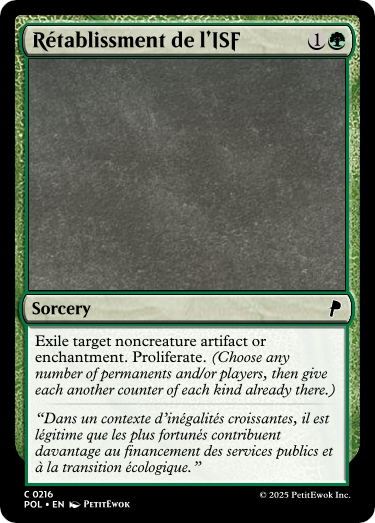 Rétablissment de l'ISF 1
Sorcery
Exile target noncreature artifact or
enchantment. Proliferate. (Choose any
number of permanents and/or players, then give
each another counter of each kind already there.)
“Dans un contexte d’inégalités croissantes, il est
légitime que les plus fortunés contribuent
davantage au financement des services publics et
à la transition écologique.”
C 0216
POL • EN PetitEwok
© 2025 PetitEwok Inc.